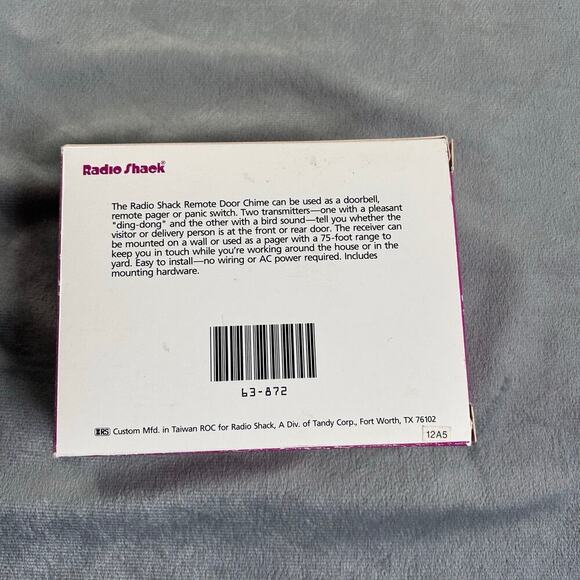 Radio Shack®
The Radio Shack Remote Door Chime can be used as a doorbell,
remote pager or panic switch. Two transmitters—one with a pleasant
"ding-dong" and the other with a bird sound—tell you whether the
visitor or delivery person is at the front or rear door. The receiver can
be mounted on a wall or used as a pager with a 75-foot range to
keep you in touch while you're working around the house or in the
yard. Easy to install—no wiring or AC power required. Includes
mounting hardware.
63-872
RS Custom Mfd. in Taiwan ROC for Radio Shack, A Div. of Tandy Corp., Fort Worth, TX 76102
12A5